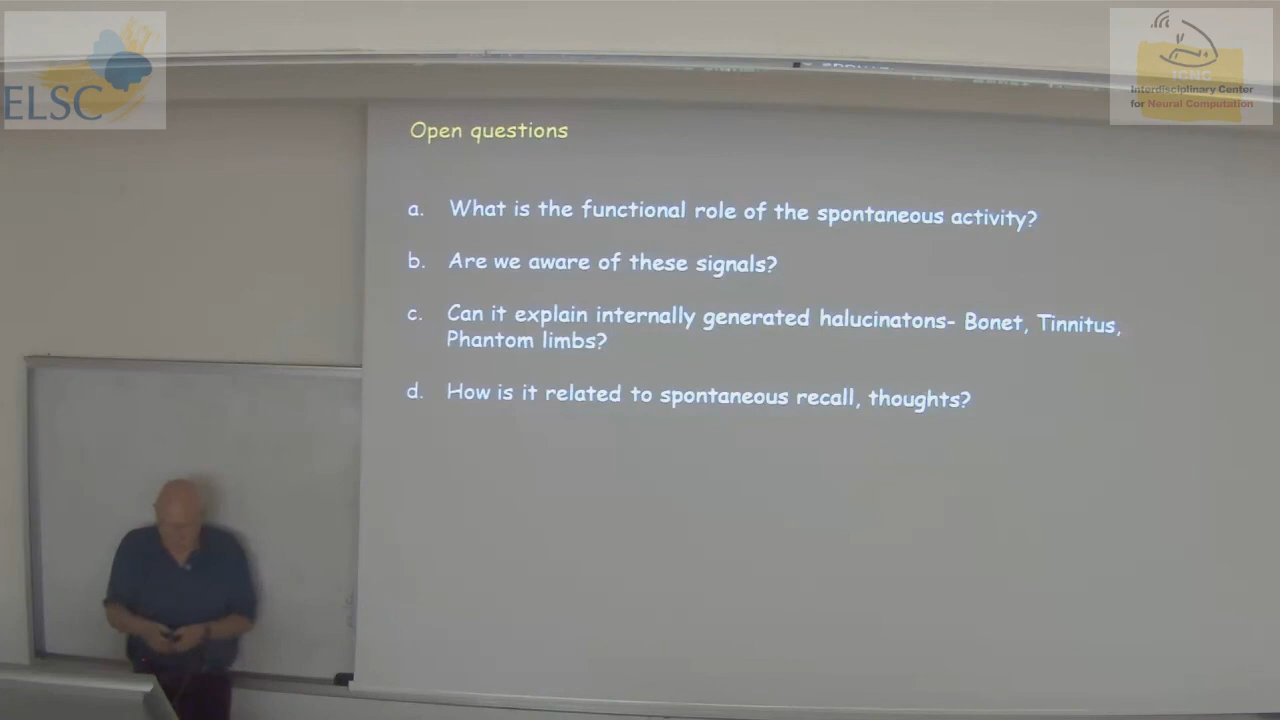 ELSC
ICNC
Interdisciplinary Center
for Neural Computation
Open questions
a. What is the functional role of the spontaneous activity?
b. Are we aware of these signals?
c. Can it explain internally generated halucinatons- Bonet, Tinnitus,
Phantom limbs?
d. How is it related to spontaneous recall, thoughts?